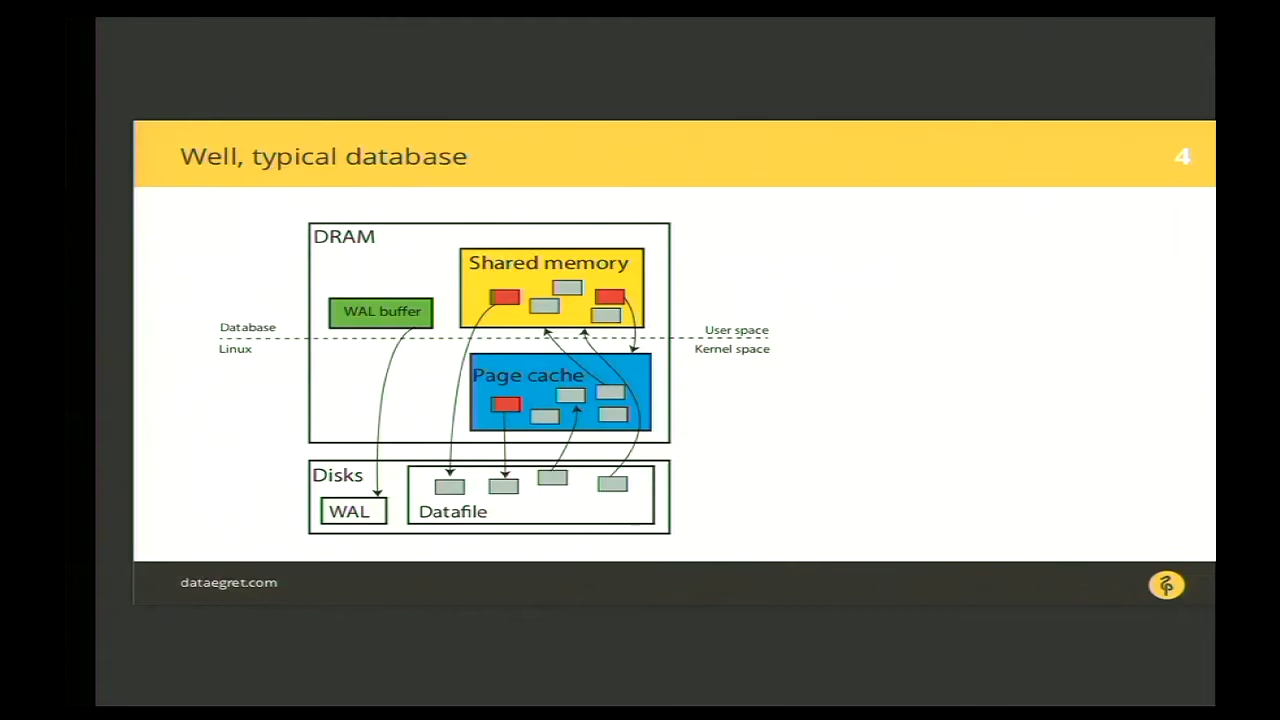 Well, typical database
4
DRAM
Shared memory
WAL buffer
Database
User space
Linux
Kernel space
Page cache
Disks
WAL
Datafile
dataegret.com